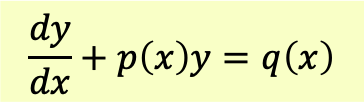 dy/dx + p(x)y = q(x)